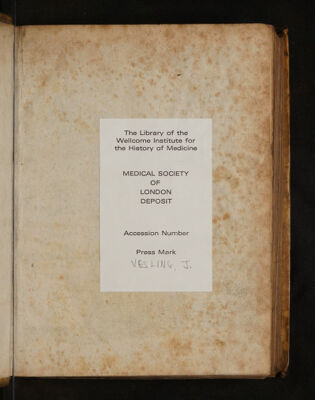 The Library of the
Wellcome Institute for
the History of Medicine
MEDICAL SOCIETY
OF
LONDON
DEPOSIT
Accession Number
Press Mark
VESLING, J.